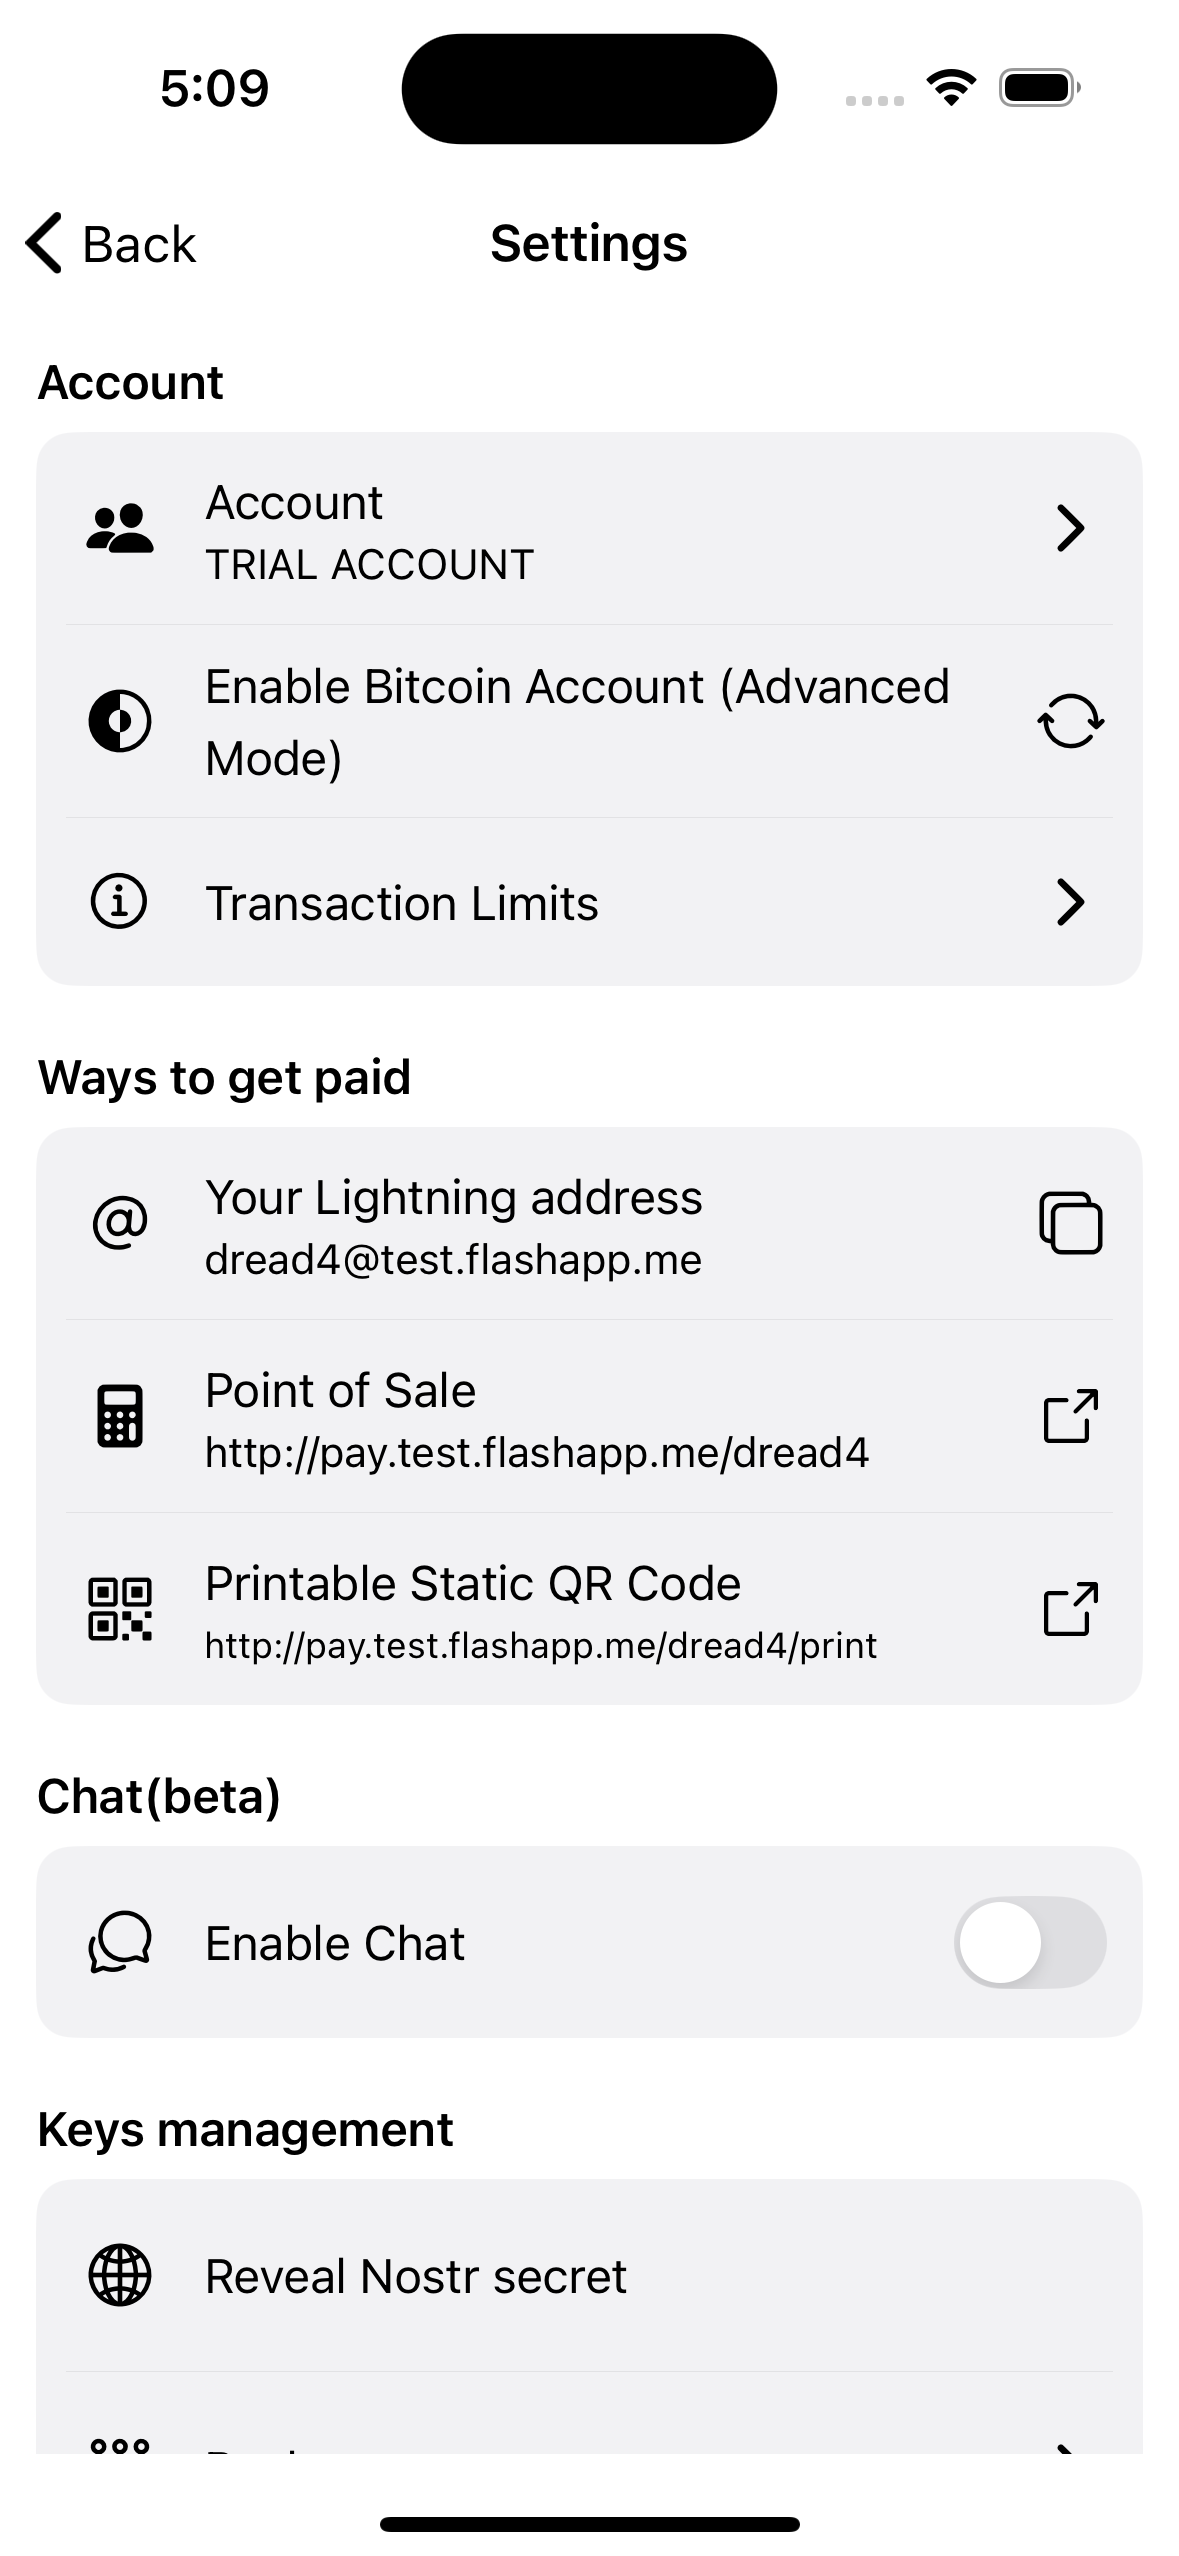 5:09
Back
Settings
Account
Account
TRIAL ACCOUNT
Enable Bitcoin Account (Advanced
Mode)
Transaction Limits
Ways to get paid
Your Lightning address
dread4@test.flashapp.me
Point of Sale
http://pay.test.flashapp.me/dread4
Printable Static QR Code
http://pay.test.flashapp.me/dread4/print
Chat(beta)
Enable Chat
Keys management
Reveal Nostr secret